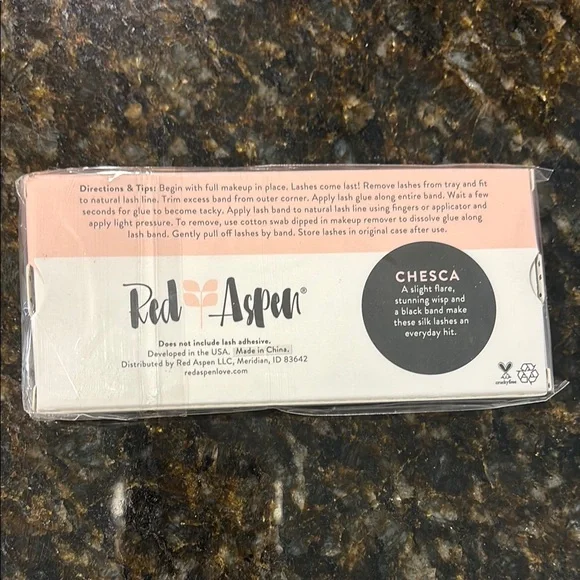 Directions & Tips: Begin with full makeup in place. Lashes come last! Remove lashes from tray and fit
to natural lash line. Trim excess band from outer corner. Apply lash glue along entire band. Wait a few
seconds for glue to become tacky. Apply lash band to natural lash line using fingers or applicator and
apply light pressure. To remove, use cotton swab dipped in makeup remover to dissolve glue along
lash band. Gently pull off lashes by band. Store lashes in original case after use.
Red Aspen®
Does not include lash adhesive.
Developed in the USA. Made in China.
Distributed by Red Aspen LLC, Meridian, ID 83642
redaspenlove.com
CHESCA
A slight flare,
stunning wisp and
a black band make
these silk lashes an
everyday hit.
crueltyfree